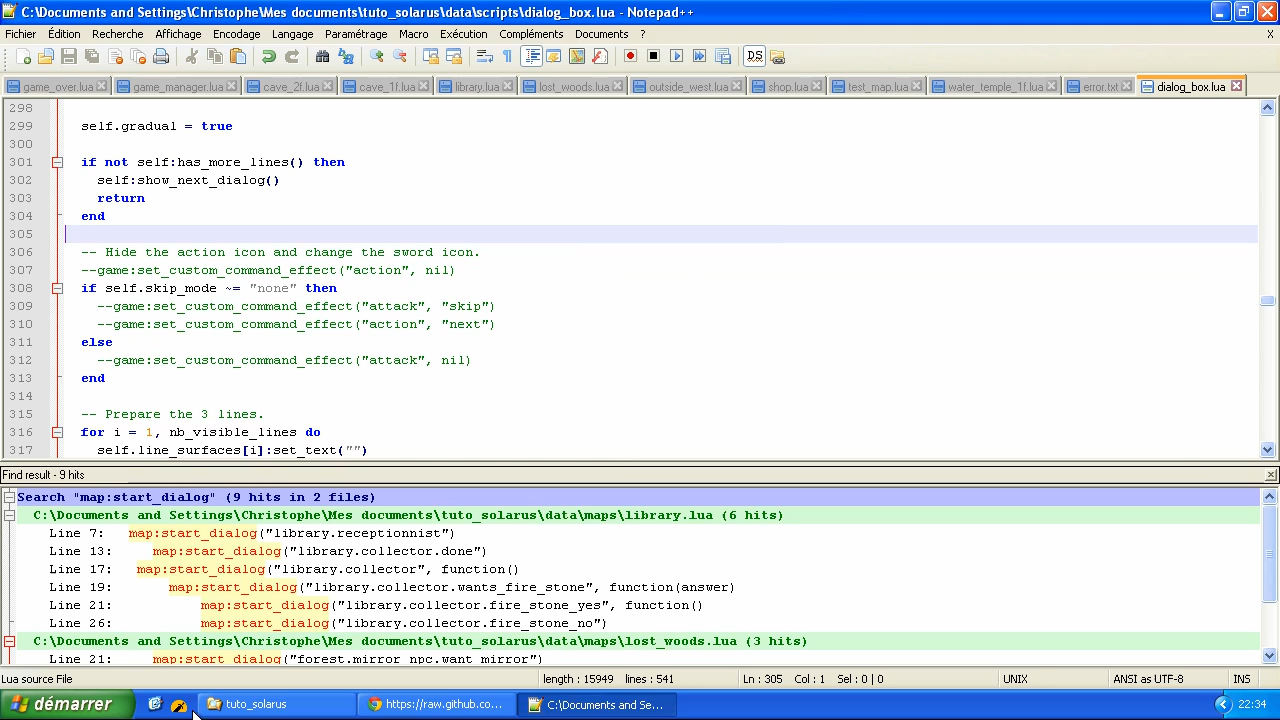 C:\Documents and Settings\Christophe\Mes documents\tuto_solarus\data\scripts\dialog_box.lua - Notepad++
Fichier Édition Recherche Affichage Encodage Langage Paramétrage Macro Exécution Compléments Documents ? X
game_over.lua game_manager.lua cave_2f.lua cave_1f.lua library.lua lost_woods.lua outside_west.lua shop.lua test_map.lua water_temple_1f.lua error.txt dialog_box.lua
298
299 self.gradual = true
300
301 if not self:has_more_lines() then
302 self:show_next_dialog()
303 return
304 end
305
306 -- Hide the action icon and change the sword icon.
307 --game:set_custom_command_effect("action", nil)
308 if self.skip_mode ~= "none" then
309 --game:set_custom_command_effect("attack", "skip")
310 --game:set_custom_command_effect("action", "next")
311 else
312 --game:set_custom_command_effect("attack", nil)
313 end
314
315 -- Prepare the 3 lines.
316 for i = 1, nb_visible_lines do
317 self.line_surfaces[i]:set_text("")
Find result - 9 hits
Search "map:start_dialog" (9 hits in 2 files)
C:\Documents and Settings\Christophe\Mes documents\tuto_solarus\data\maps\library.lua (6 hits)
Line 7: map:start_dialog("library.receptionnist")
Line 13: map:start_dialog("library.collector.done")
Line 17: map:start_dialog("library.collector", function()
Line 19: map:start_dialog("library.collector.wants_fire_stone", function(answer)
Line 21: map:start_dialog("library.collector.fire_stone_yes", function()
Line 26: map:start_dialog("library.collector.fire_stone_no")
C:\Documents and Settings\Christophe\Mes documents\tuto_solarus\data\maps\lost_woods.lua (3 hits)
Line 21: map:start_dialog("forest.mirror_npc.want_mirror")
Lua source File length : 15949 lines : 541 Ln : 305 Col : 1 Sel : 0 | 0 UNIX ANSI as UTF-8 INS
démarrer tuto_solarus https://raw.github.co... C:\Documents and Se... 22:34